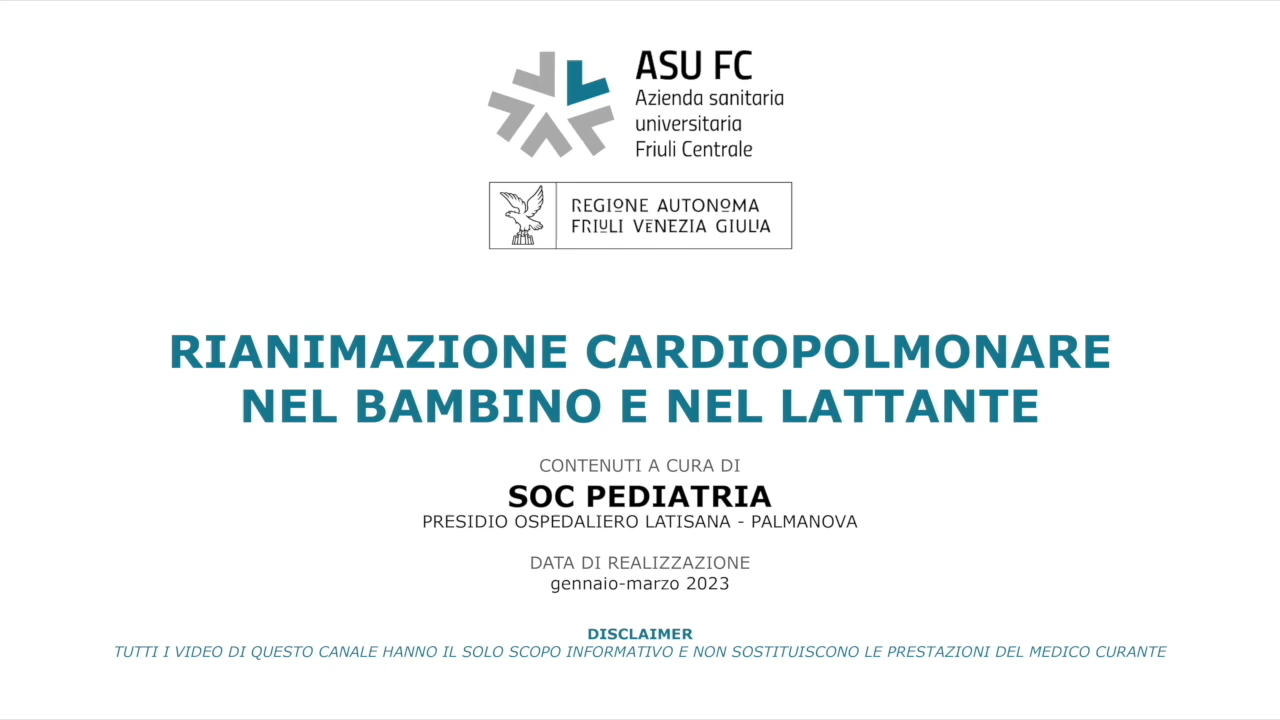 ASU FC
Azienda sanitaria
universitaria
Friuli Centrale
REGIONE AUTONOMA
FRIULI VENEZIA GIULIA
RIANIMAZIONE CARDIOPOLMONARE
NEL BAMBINO E NEL LATTANTE
CONTENUTI A CURA DI
SOC PEDIATRIA
PRESIDIO OSPEDALIERO LATISANA - PALMANOVA
DATA DI REALIZZAZIONE
gennaio-marzo 2023
DISCLAIMER
TUTTI I VIDEO DI QUESTO CANALE HANNO IL SOLO SCOPO INFORMATIVO E NON SOSTITUISCONO LE PRESTAZIONI DEL MEDICO CURANTE